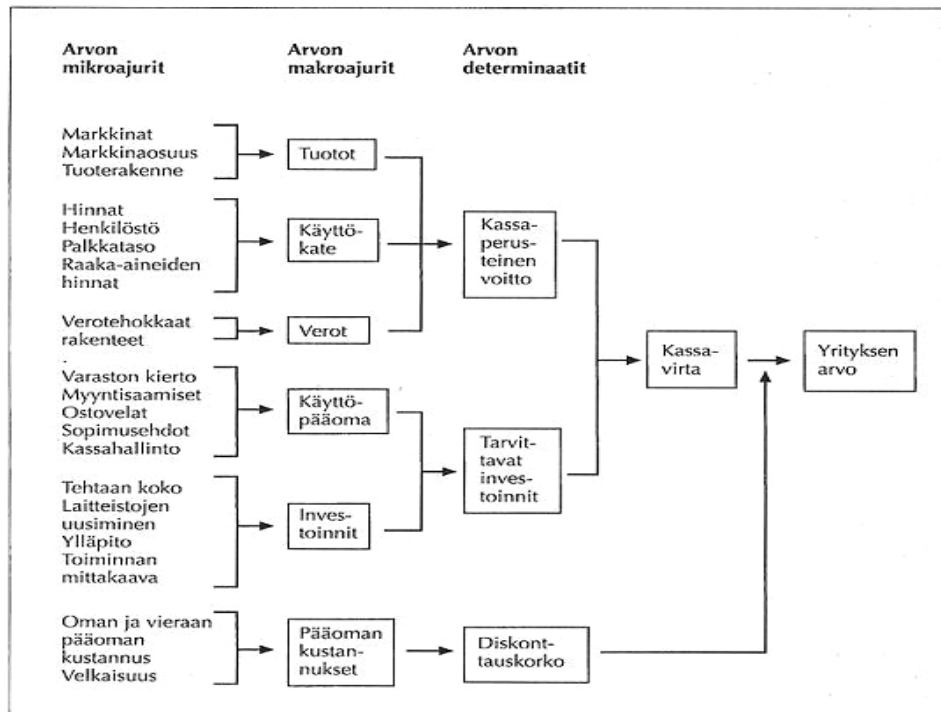 Arvon
mikroajurit
Arvon
makroajurit
Arvon
determinaatit
Markkinat
Markkinaosuus
Tuoterakenne
Tuotot
Hinnat
Henkilöstö
Palkkataso
Raaka-aineiden
hinnat
Käyttö-
kate
Kassa-
perus-
teinen
voitto
Verotehokkaat
rakenteet
Verot
Kassa-
virta
Yrityksen
arvo
Varaston kierto
Myyntisaamiset
Ostovelat
Sopimusehdot
Kassahallinto
Käyttö-
pääoma
Tarvit-
tavat
inves-
toinnit
Tehtaan koko
Laitteistojen
uusiminen
Ylläpito
Toiminnan
mittakaava
Inves-
toinnit
Oman ja vieraan
pääoman
kustannus
Velkaisuus
Pääoman
kustan-
nukset
Diskont-
tauskorko